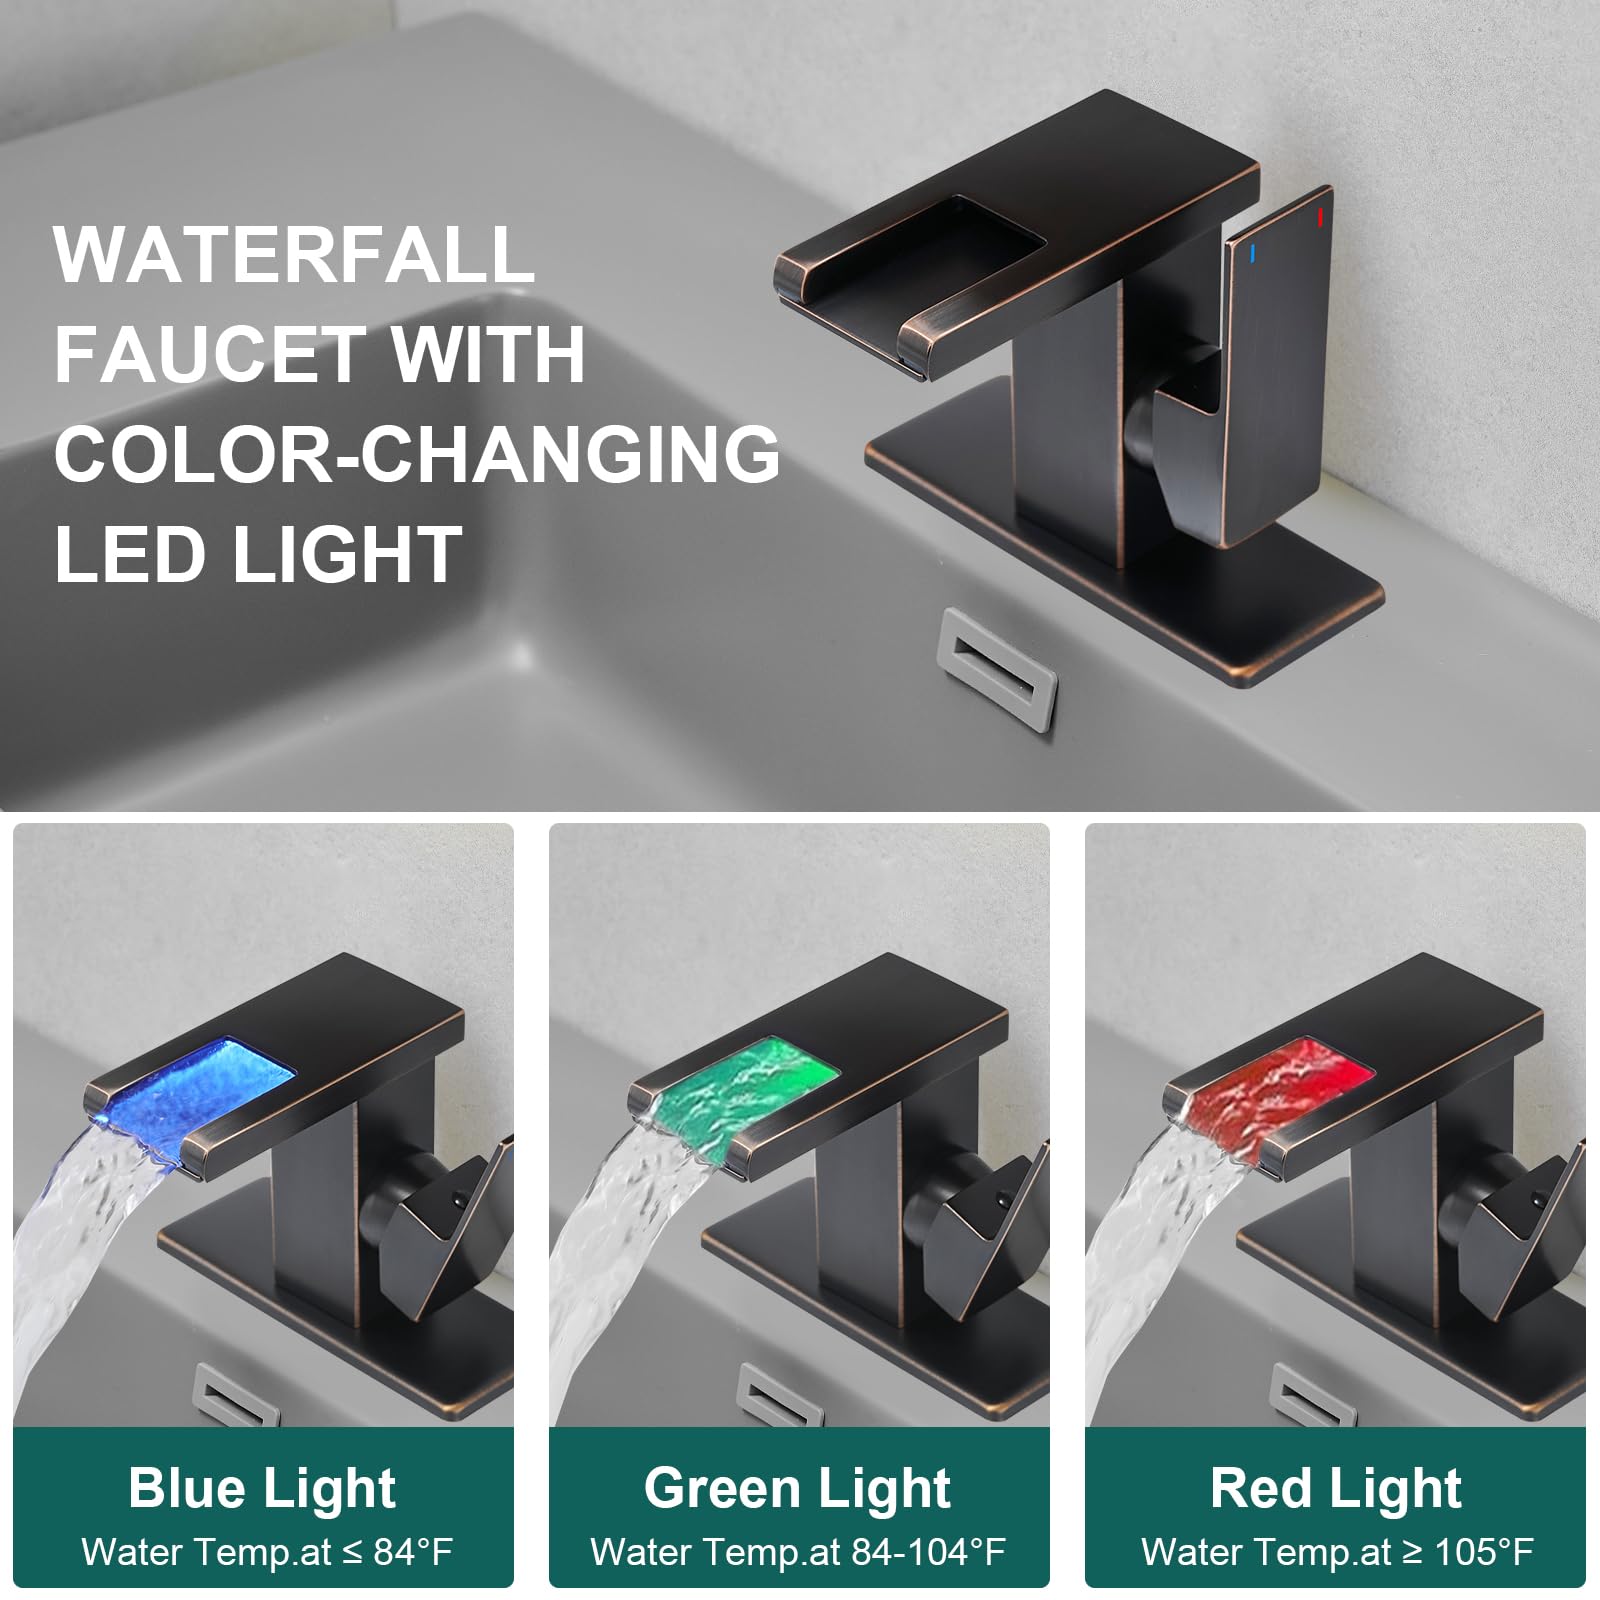 WATERFALL
FAUCET WITH
COLOR-CHANGING
LED LIGHT
Blue Light
Water Temp.at ≤ 84°F
Green Light
Water Temp.at 84-104°F
Red Light
Water Temp.at ≥ 105°F